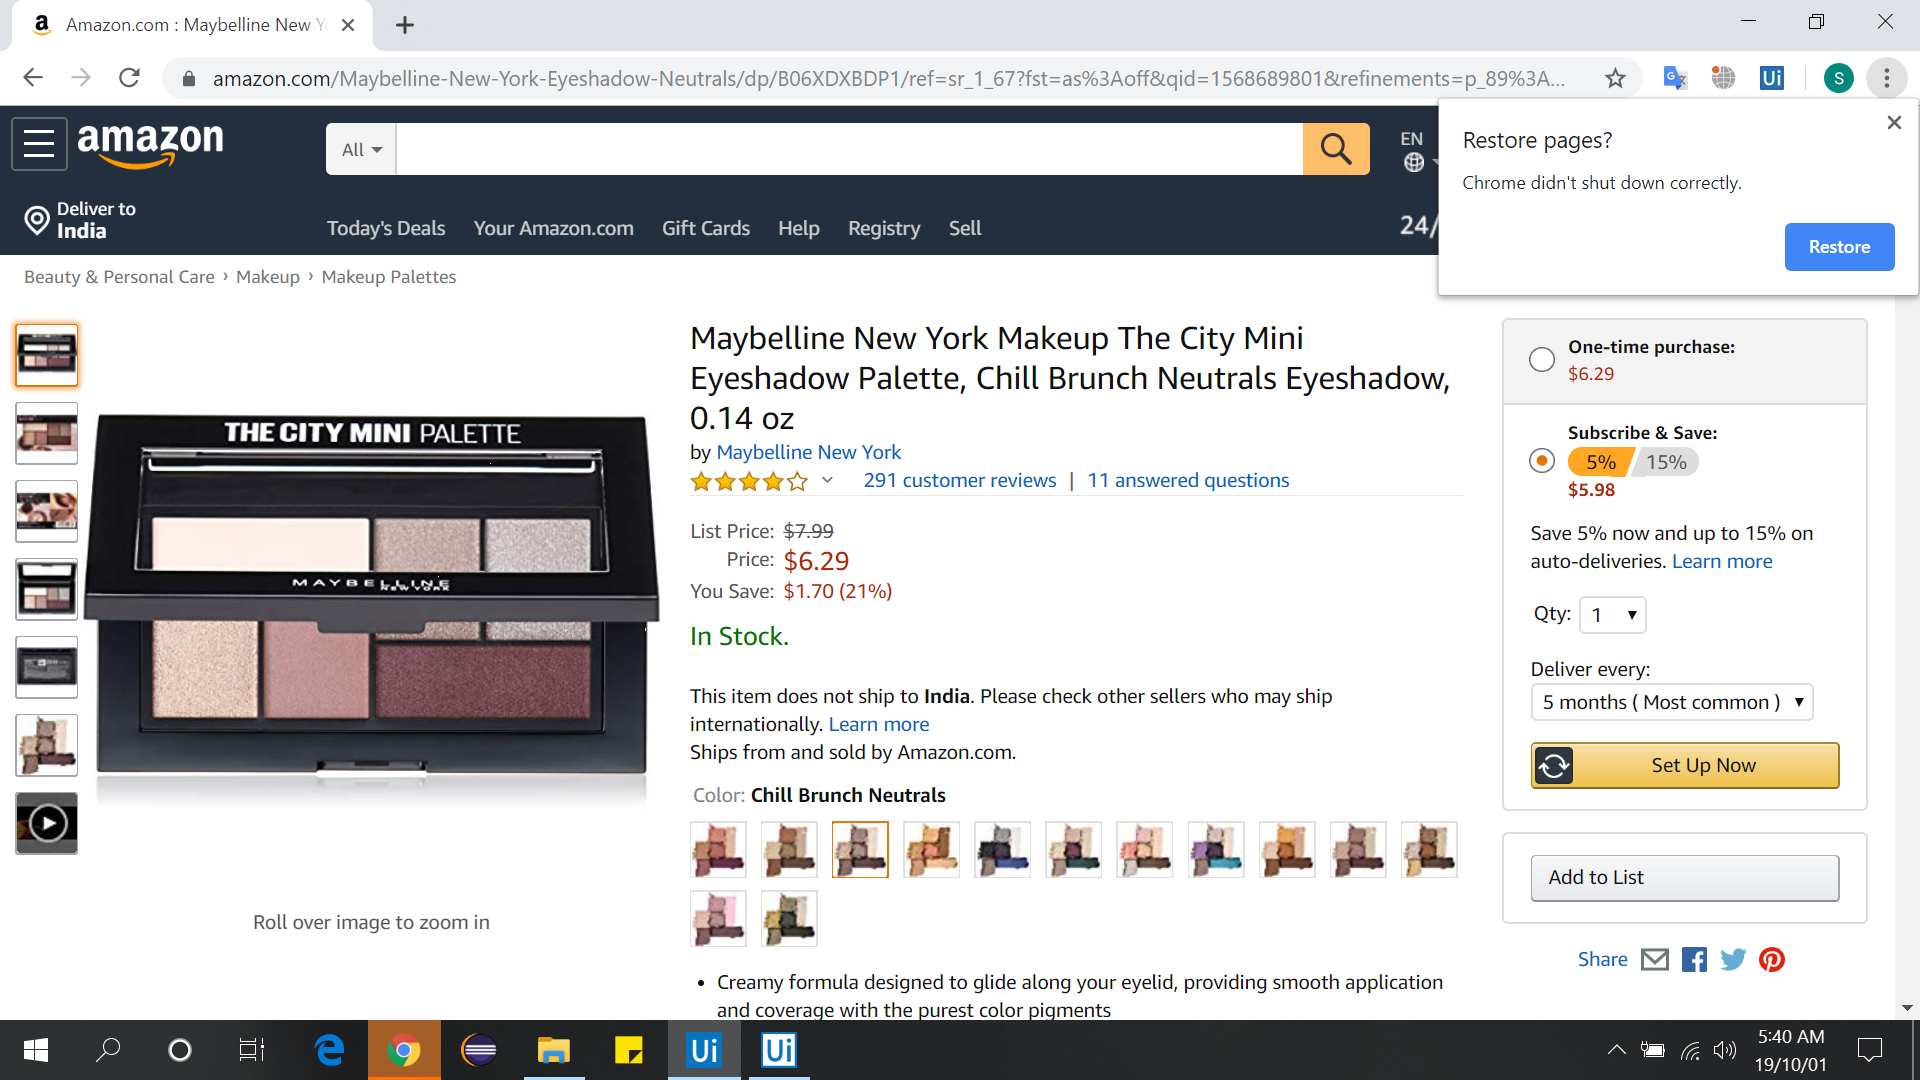 Amazon.com : Maybelline New Y
amazon.com/Maybelline-New-York-Eyeshadow-Neutrals/dp/B06XDXBDP1/ref=sr_1_67?fst=as%3Aoff&qid=1568689801&refinements=p_89%3A...
S
Ui
Restore pages?
Chrome didn't shut down correctly.
Restore
amazon
All
EN
Deliver to
India
Today's Deals
Your Amazon.com
Gift Cards
Help
Registry
Sell
24/
Beauty & Personal Care › Makeup › Makeup Palettes
THE CITY MINI PALETTE
MAYBELLINE
NEW YORK
Roll over image to zoom in
Maybelline New York Makeup The City Mini
Eyeshadow Palette, Chill Brunch Neutrals Eyeshadow,
0.14 oz
by Maybelline New York
291 customer reviews | 11 answered questions
List Price: $7.99
Price: $6.29
You Save: $1.70 (21%)
In Stock.
This item does not ship to India. Please check other sellers who may ship
internationally. Learn more
Ships from and sold by Amazon.com.
Color: Chill Brunch Neutrals
• Creamy formula designed to glide along your eyelid, providing smooth application
and coverage with the purest color pigments
One-time purchase:
$6.29
Subscribe & Save:
5% 15%
$5.98
Save 5% now and up to 15% on
auto-deliveries. Learn more
Qty: 1
Deliver every:
5 months ( Most common )
Set Up Now
Add to List
Share
Ui
Ui
5:40 AM
19/10/01